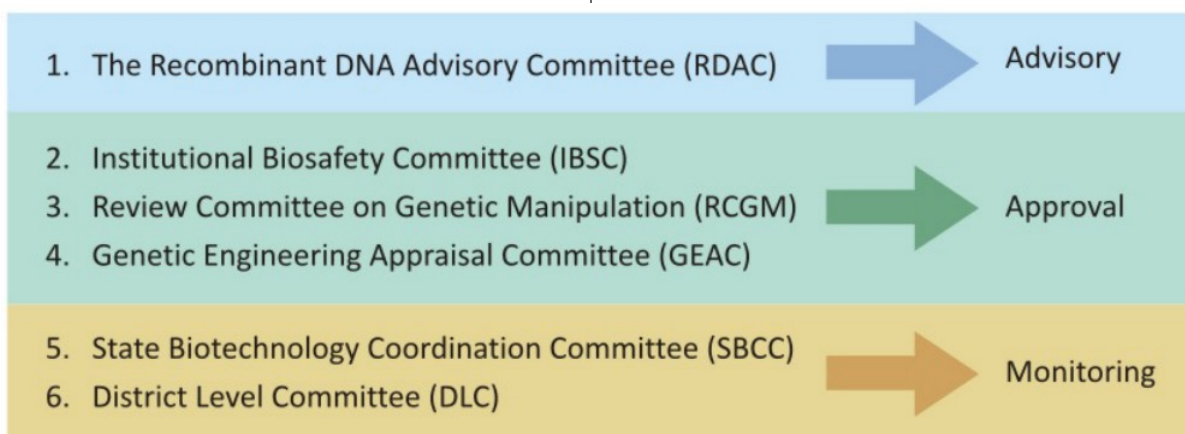 1. The Recombinant DNA Advisory Committee (RDAC)
Advisory
2. Institutional Biosafety Committee (IBSC)
3. Review Committee on Genetic Manipulation (RCGM)
4. Genetic Engineering Appraisal Committee (GEAC)
Approval
5. State Biotechnology Coordination Committee (SBCC)
6. District Level Committee (DLC)
Monitoring